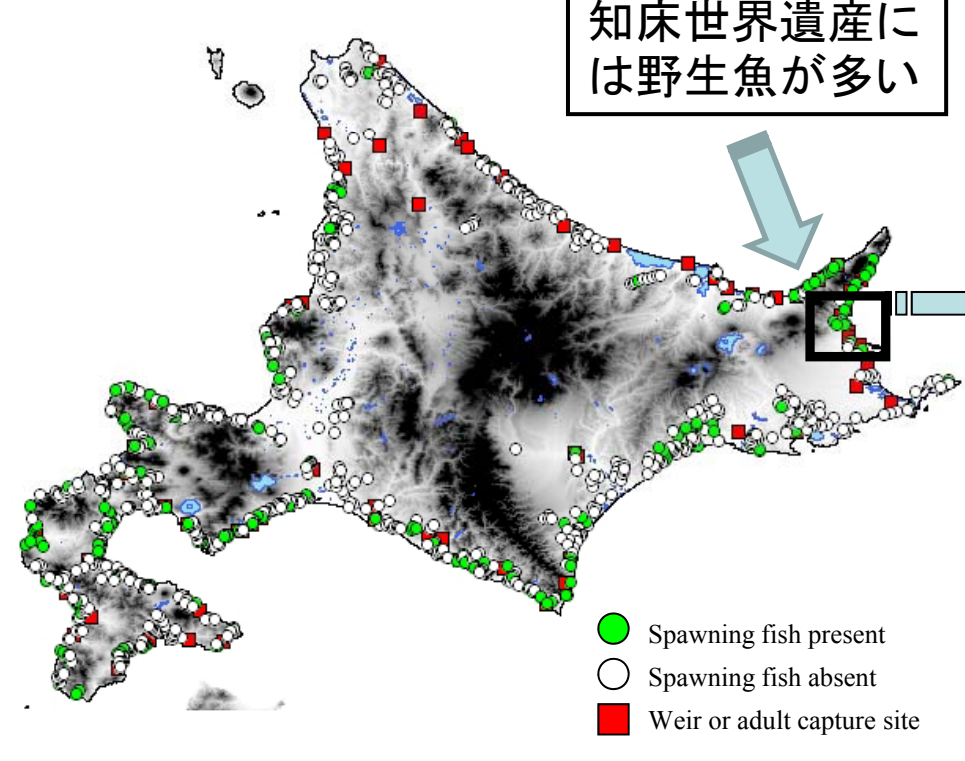 知床世界遺産に
は野生魚が多い
Spawning fish present
Spawning fish absent
Weir or adult capture site